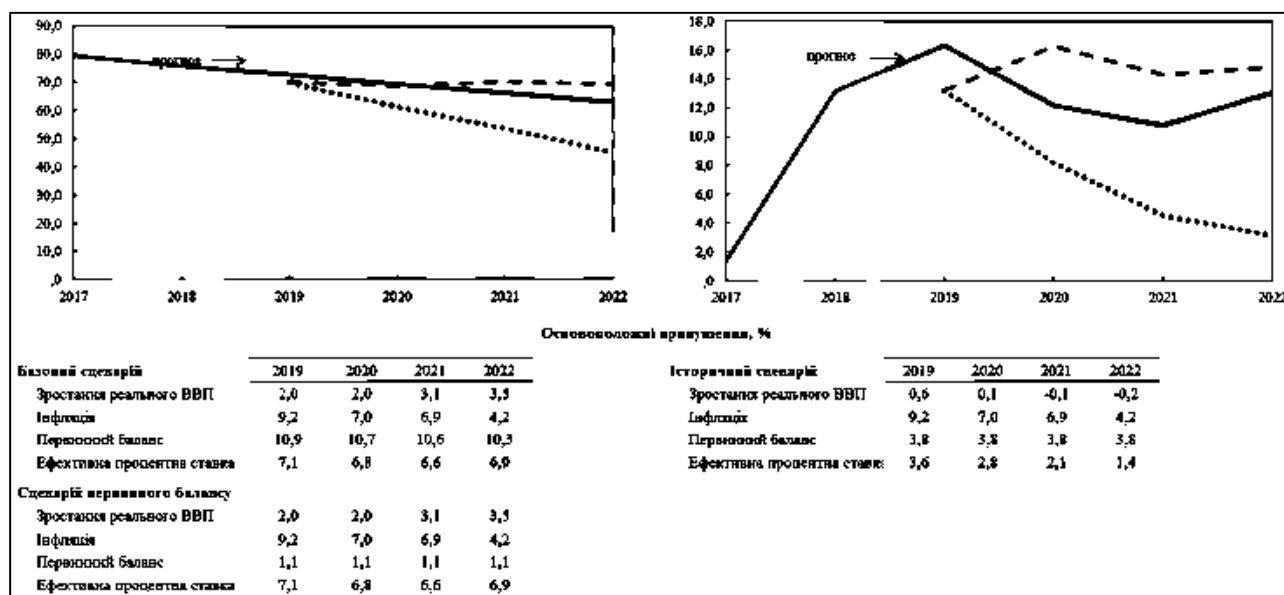 90,0
80,0
70,0
60,0
50,0
40,0
30,0
20,0
10,0
,0
прогноз
2017 2018 2019 2020 2021 2022
18,0
16,0
14,0
12,0
10,0
8,0
6,0
4,0
2,0
,0
прогноз
2017 2018 2019 2020 2021 2022
Основоположні припущення, %
Базовий сценарій 2019 2020 2021 2022
Зростання реального ВВП 2,0 2,0 3,1 3,5
Інфляція 9,2 7,0 6,9 4,2
Первинний баланс 10,9 10,7 10,6 10,3
Ефективна процентна ставка 7,1 6,8 6,6 6,9
Сценарій первинного балансу
Зростання реального ВВП 2,0 2,0 3,1 3,5
Інфляція 9,2 7,0 6,9 4,2
Первинний баланс 1,1 1,1 1,1 1,1
Ефективна процентна ставка 7,1 6,8 6,6 6,9
Історичний сценарій 2019 2020 2021 2022
Зростання реального ВВП 0,6 0,1 -0,1 -0,2
Інфляція 9,2 7,0 6,9 4,2
Первинний баланс 3,8 3,8 3,8 3,8
Ефективна процентна ставка 3,6 2,8 2,1 1,4